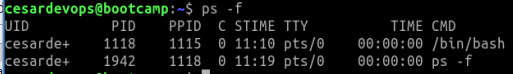 cesardevops@bootcamp:~$ ps -f
UID          PID    PPID  C STIME TTY          TIME CMD
cesarde+    1118    1115  0 11:10 pts/0    00:00:00 /bin/bash
cesarde+    1942    1118  0 11:19 pts/0    00:00:00 ps -f